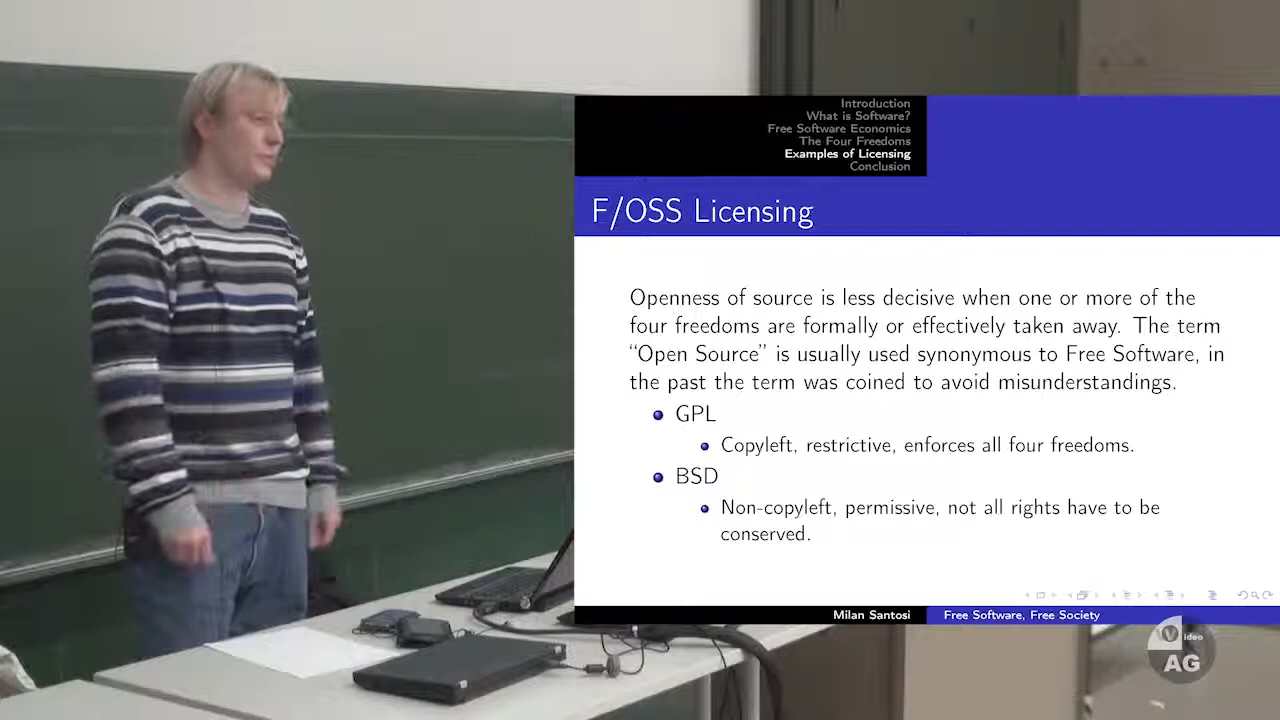 Introduction
What is Software?
Free Software Economics
The Four Freedoms
Examples of Licensing
Conclusion
F/OSS Licensing
Openness of source is less decisive when one or more of the
four freedoms are formally or effectively taken away. The term
“Open Source” is usually used synonymous to Free Software, in
the past the term was coined to avoid misunderstandings.
GPL
Copyleft, restrictive, enforces all four freedoms.
BSD
Non-copyleft, permissive, not all rights have to be
conserved.
Milan Santosi
Free Software, Free Society
Video
AG